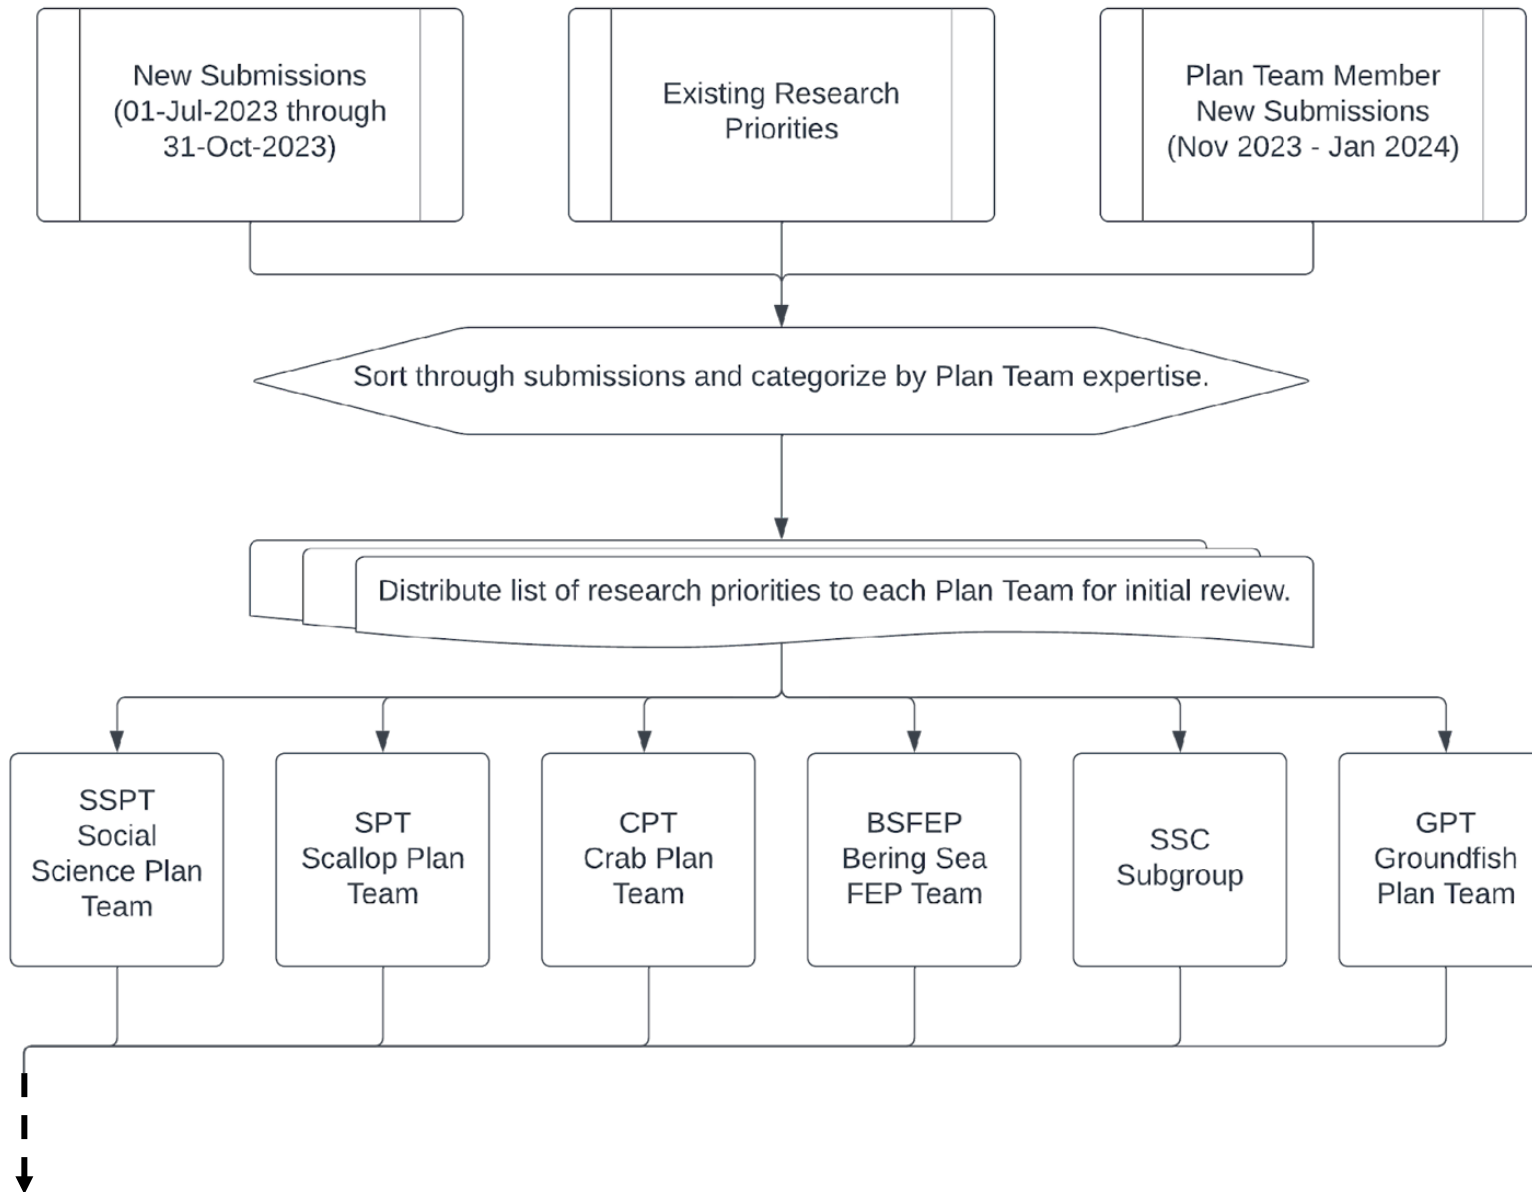 New Submissions
(01-Jul-2023 through
31-Oct-2023)
Existing Research
Priorities
Plan Team Member
New Submissions
(Nov 2023 - Jan 2024)
Sort through submissions and categorize by Plan Team expertise.
Distribute list of research priorities to each Plan Team for initial review.
SSPT
Social
Science Plan
Team
SPT
Scallop Plan
Team
CPT
Crab Plan
Team
BSFEP
Bering Sea
FEP Team
SSC
Subgroup
GPT
Groundfish
Plan Team